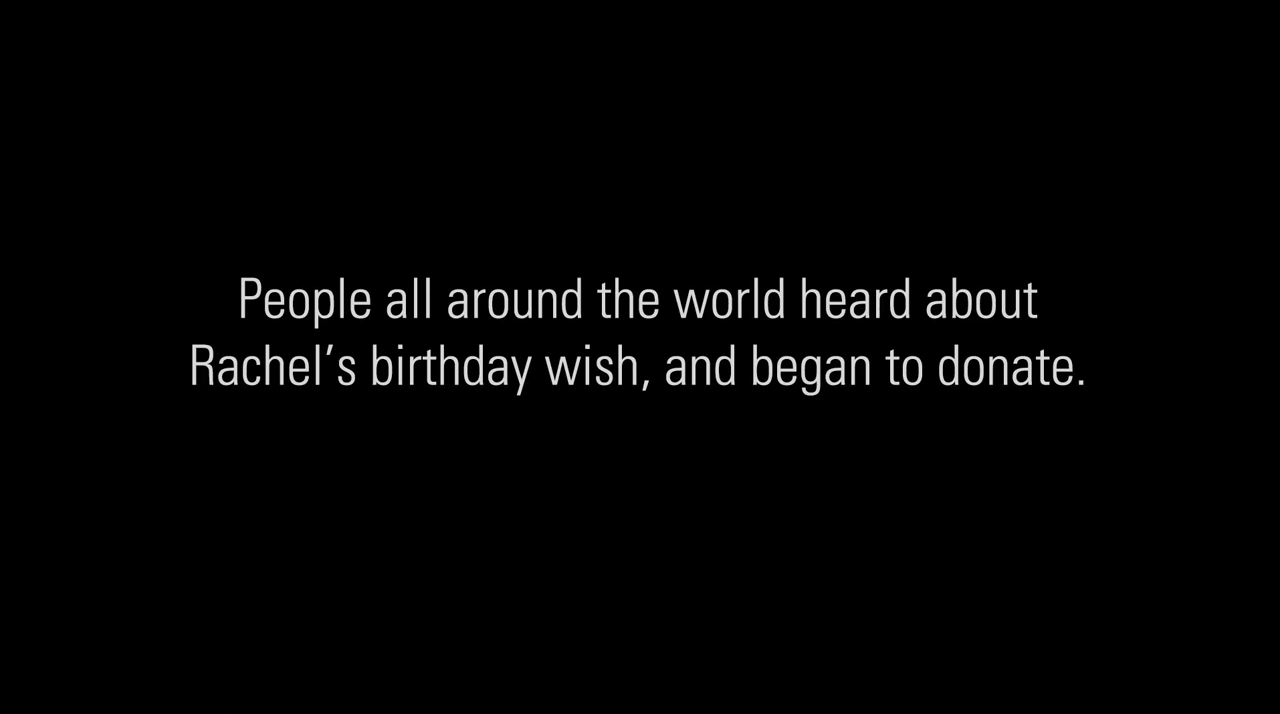 People all around the world heard about
Rachel’s birthday wish, and began to donate.